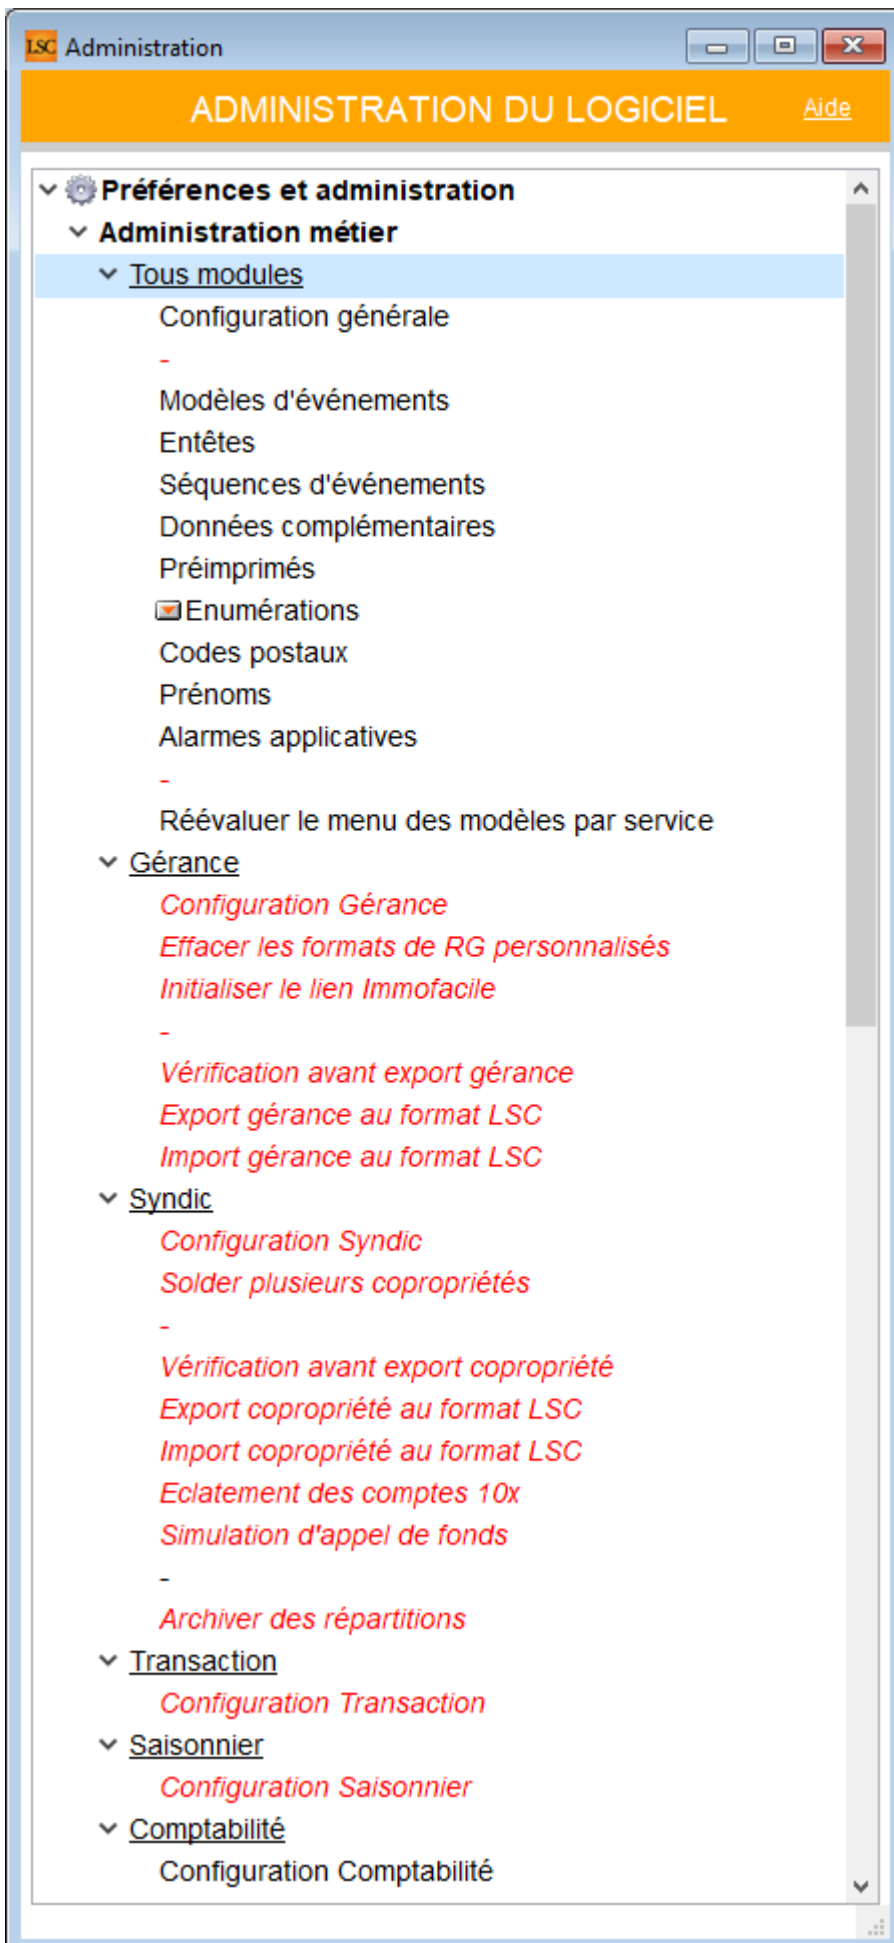 LSC Administration
ADMINISTRATION DU LOGICIEL Aide
Préférences et administration
Administration métier
Tous modules
Configuration générale
-
Modèles d'événements
Entêtes
Séquences d'événements
Données complémentaires
Préimprimés
Enumérations
Codes postaux
Prénoms
Alarmes applicatives
-
Réévaluer le menu des modèles par service
Gérance
Configuration Gérance
Effacer les formats de RG personnalisés
Initialiser le lien Immofacile
-
Vérification avant export gérance
Export gérance au format LSC
Import gérance au format LSC
Syndic
Configuration Syndic
Solder plusieurs copropriétés
-
Vérification avant export copropriété
Export copropriété au format LSC
Import copropriété au format LSC
Eclatement des comptes 10x
Simulation d'appel de fonds
-
Archiver des répartitions
Transaction
Configuration Transaction
Saisonnier
Configuration Saisonnier
Comptabilité
Configuration Comptabilité